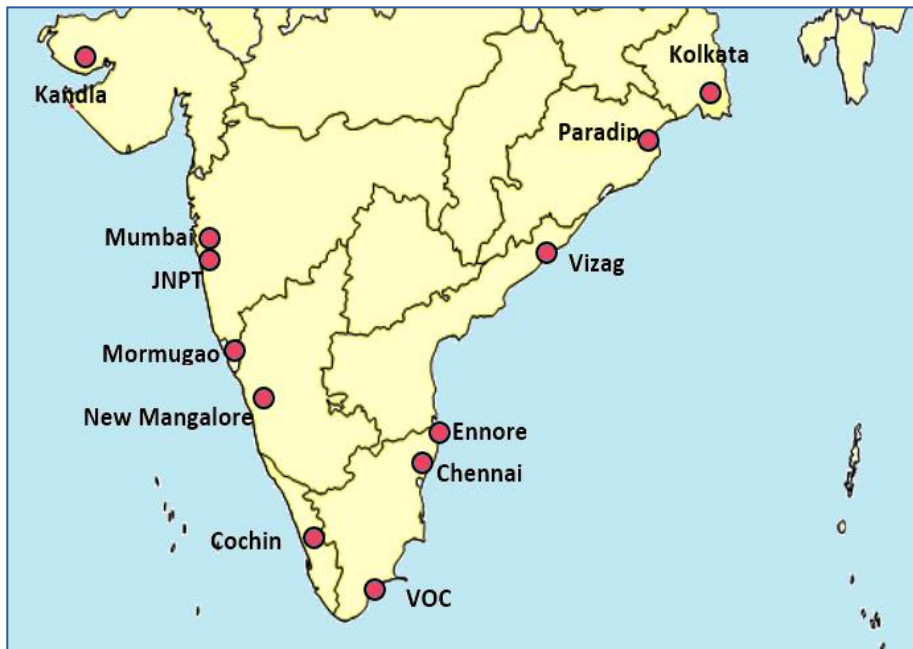 Kolkata
Kandla
Paradip
Mumbai
Vizag
JNPT
Mormugao
New Mangalore
Ennore
Chennai
Cochin
VOC